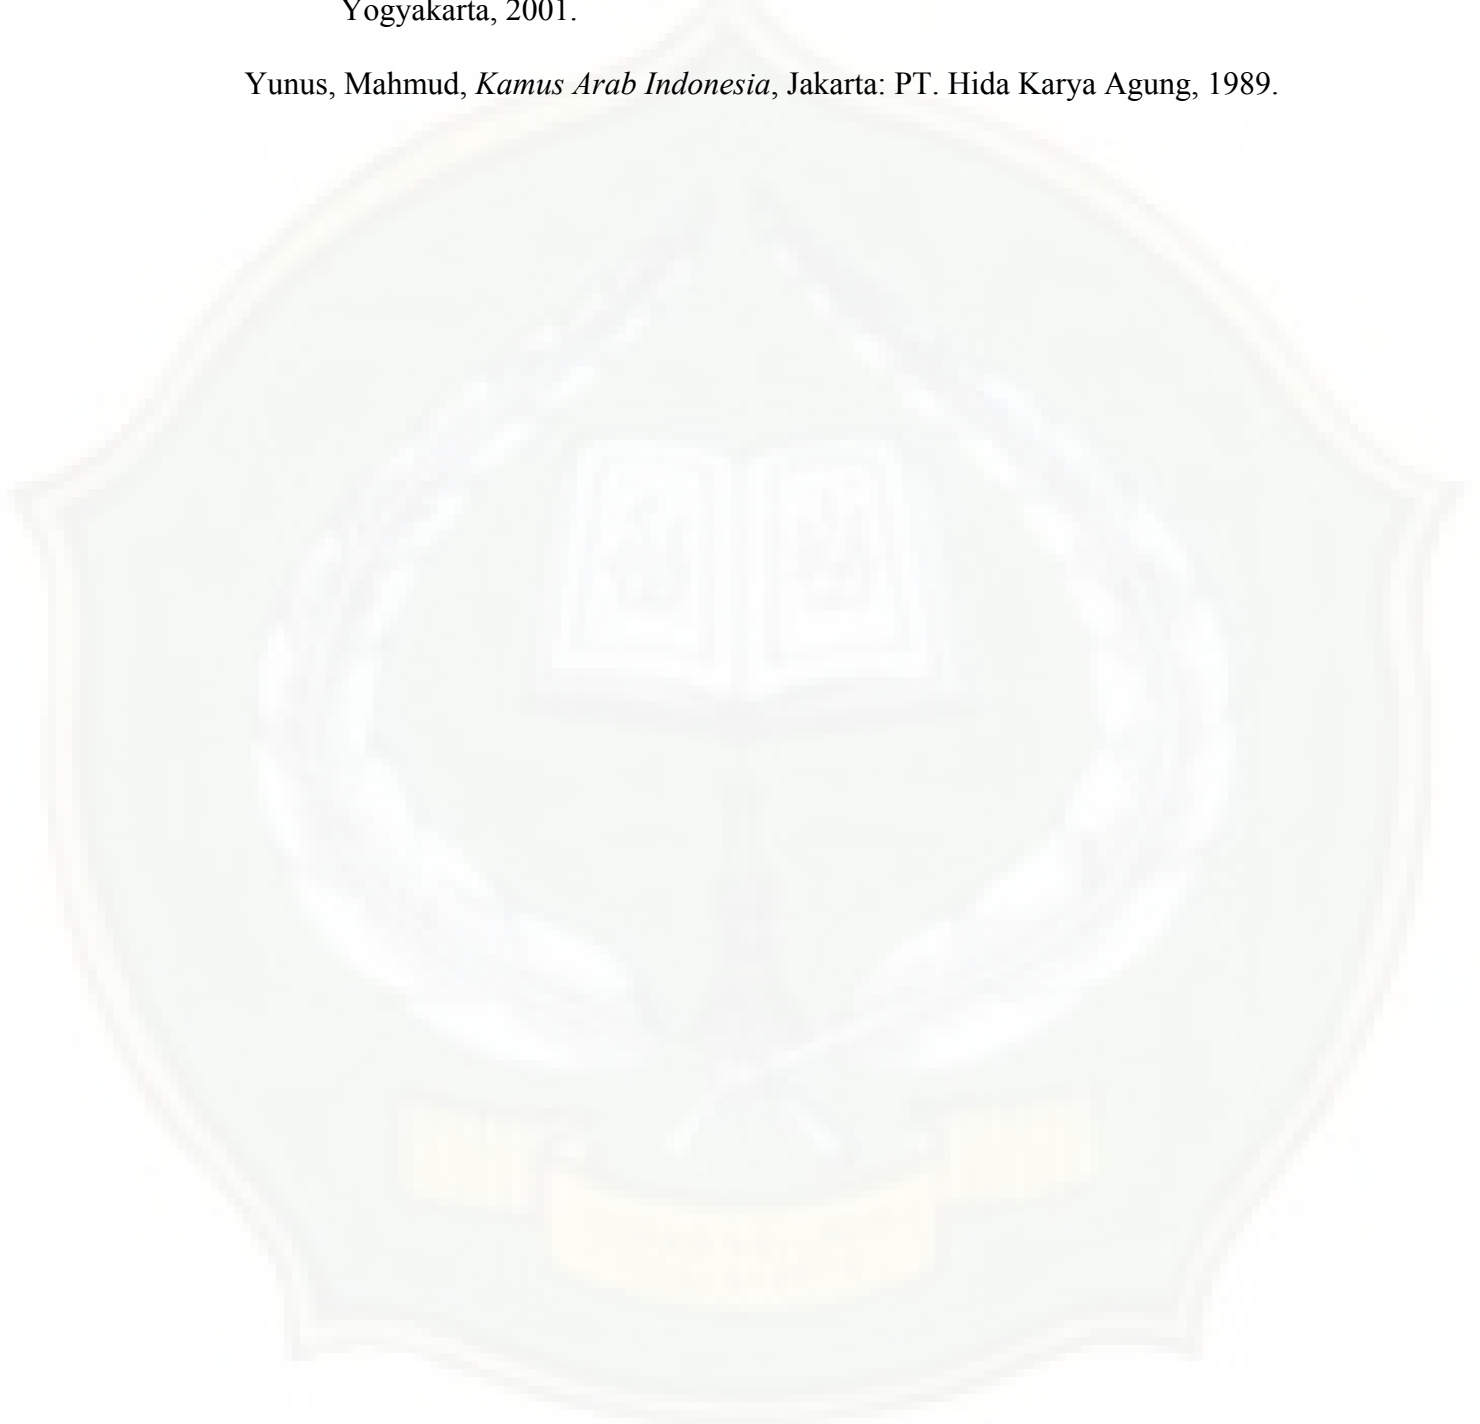 Yogyakarta, 2001.
Yunus, Mahmud, Kamus Arab Indonesia, Jakarta: PT. Hida Karya Agung, 1989.